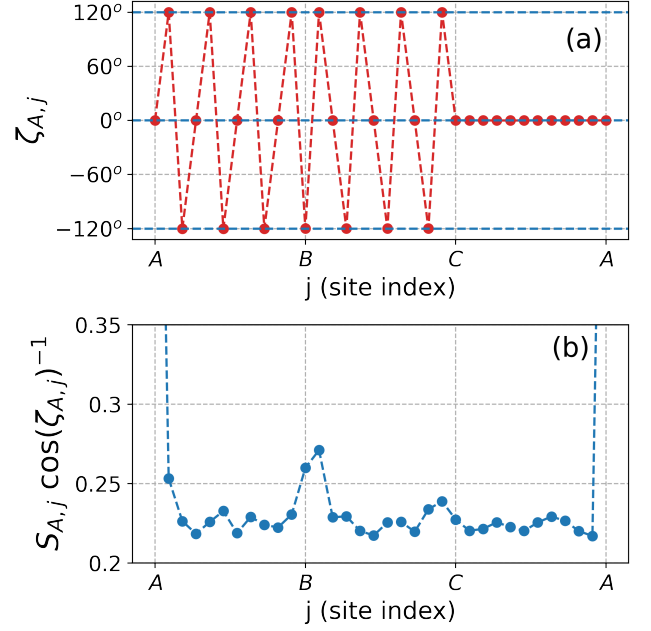 120°
60°
0°
−60°
−120°
ζA,j
(a)
A B C A
j (site index)
0.35
0.3
0.25
0.2
SA,j cos(ζA,j)−1
(b)
A B C A
j (site index)